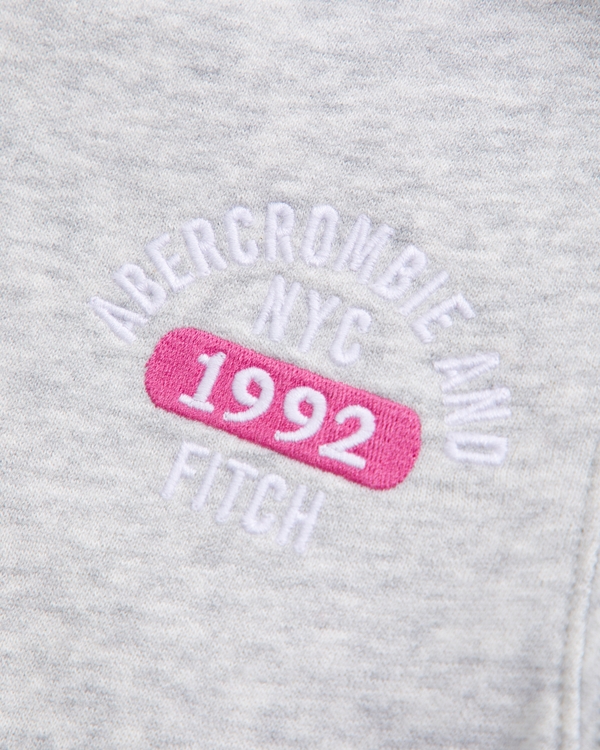 ABERCROMBIE AND
NYC
1992
FITCH